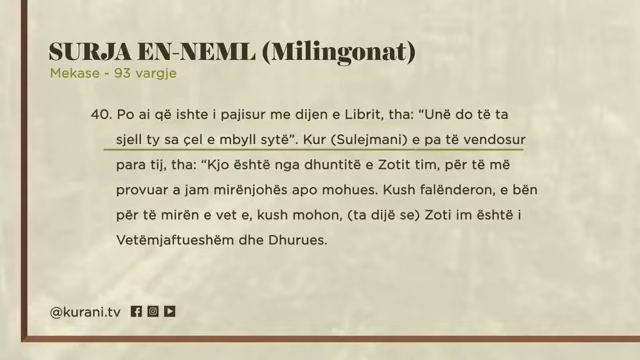 SURJA EN-NEML (Milingonat)
Mekase - 93 vargje
40. Po ai që ishte i pajisur me dijen e Librit, tha: “Unë do të ta
sjell ty sa çel e mbyll sytë”. Kur (Sulejmani) e pa të vendosur
para tij, tha: “Kjo është nga dhuntitë e Zotit tim, për të më
provuar a jam mirënjohës apo mohues. Kush falënderon, e bën
për të mirën e vet e, kush mohon, (ta dijë se) Zoti im është i
Vetëmjaftueshëm dhe Dhurues.
@kurani.tv